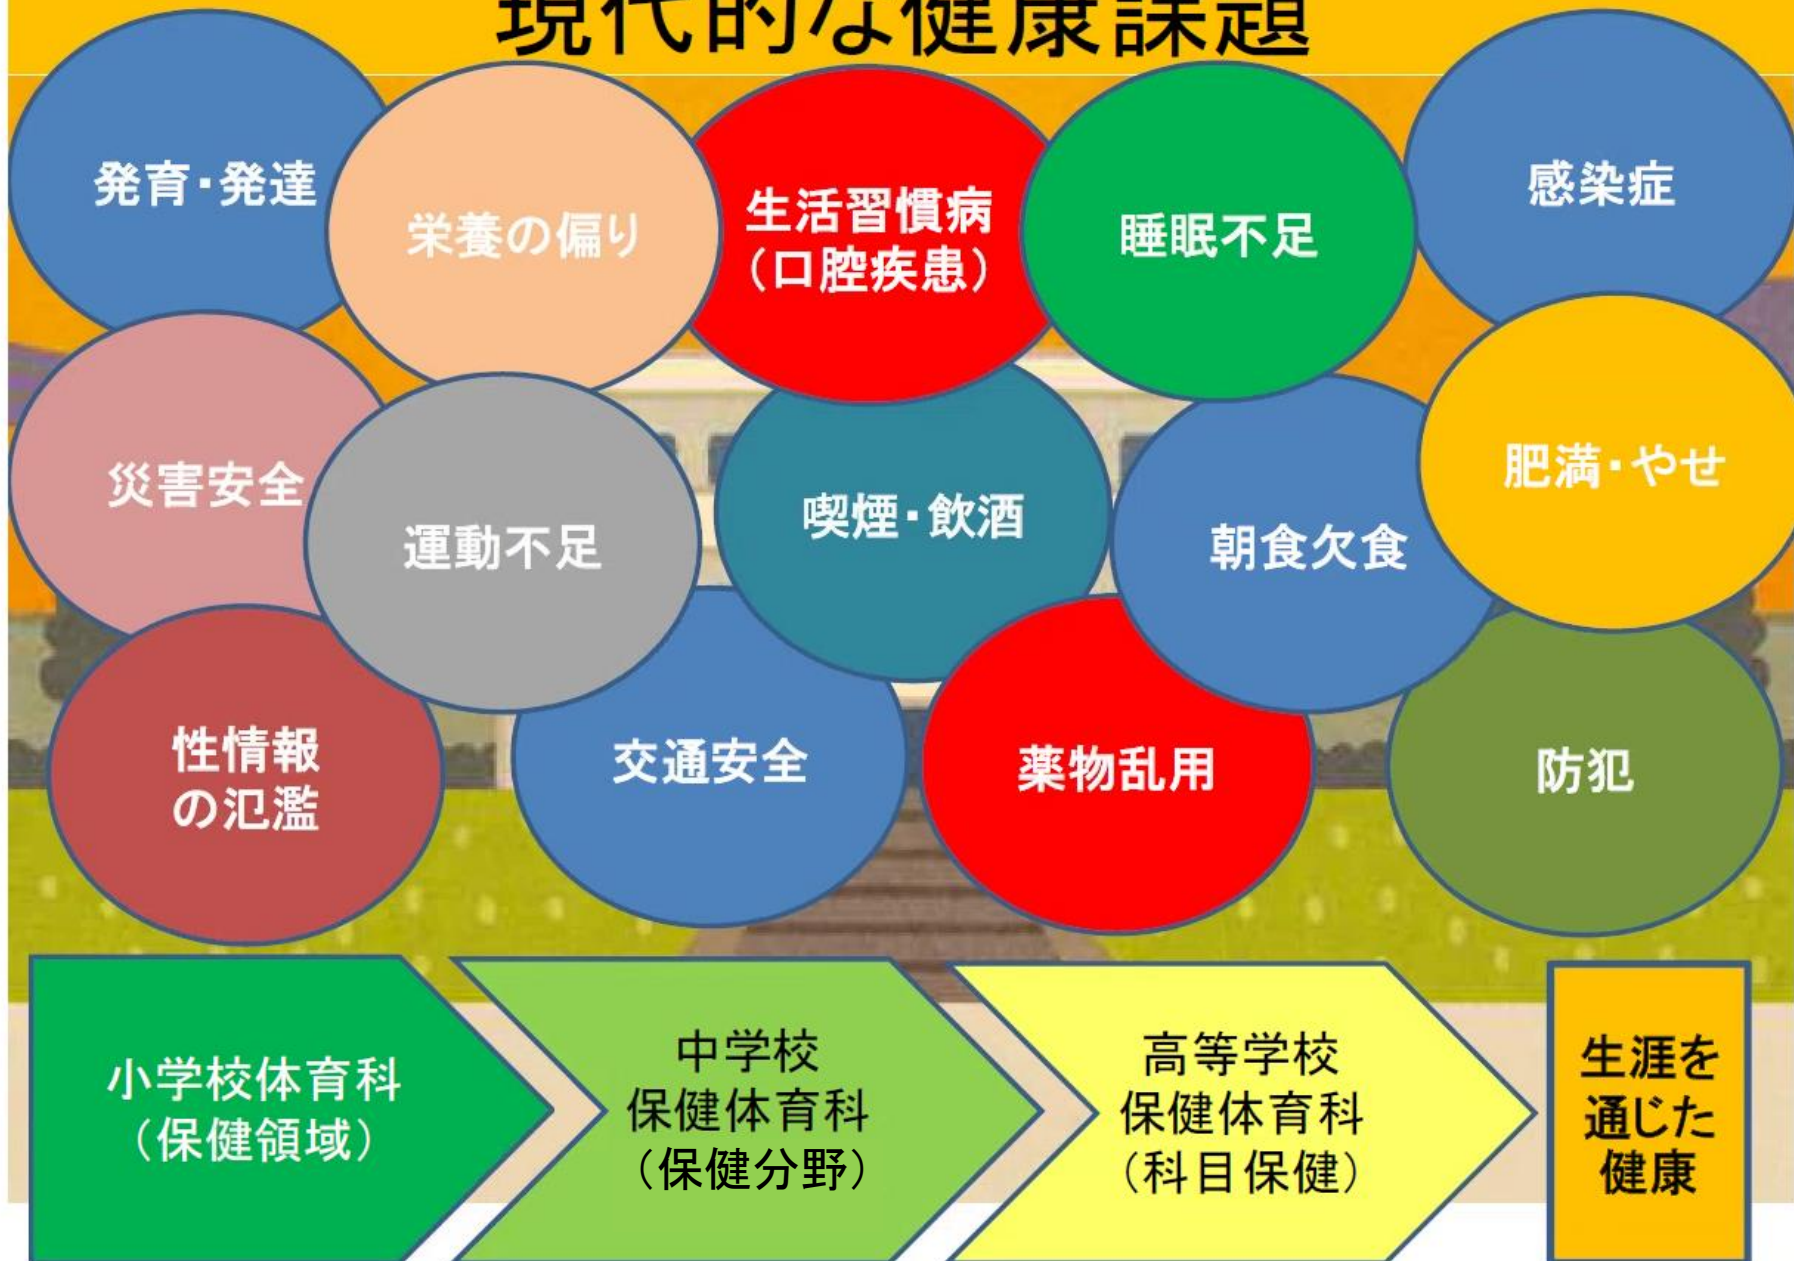 現代的な健康課題
発育・発達
栄養の偏り
生活習慣病
（口腔疾患）
睡眠不足
感染症
災害安全
運動不足
喫煙・飲酒
朝食欠食
肥満・やせ
性情報
の氾濫
交通安全
薬物乱用
防犯
小学校体育科
（保健領域）
中学校
保健体育科
（保健分野）
高等学校
保健体育科
（科目保健）
生涯を
通じた
健康